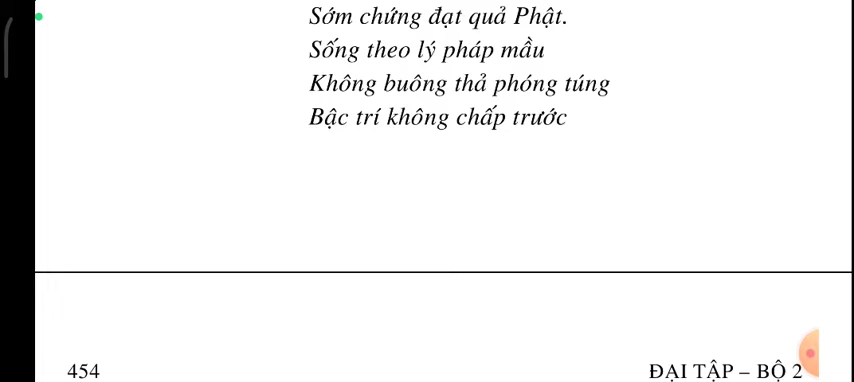 Sớm chứng đạt quả Phật.
Sống theo lý pháp mầu
Không buông thả phóng túng
Bậc trí không chấp trước
454
ĐẠI TẬP – BỘ 2